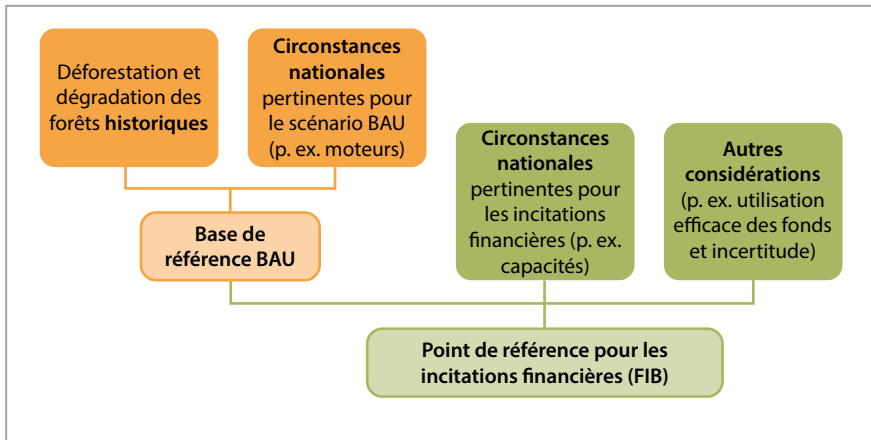 Déforestation et
dégradation des
forêts historiques
Circonstances
nationales
pertinentes pour
le scénario BAU
(p. ex. moteurs)
Circonstances
nationales
pertinentes pour
les incitations
financières (p. ex.
capacités)
Autres
considérations
(p. ex. utilisation
efficace des fonds
et incertitude)
Base de
référence BAU
Point de référence pour les
incitations financières (FIB)